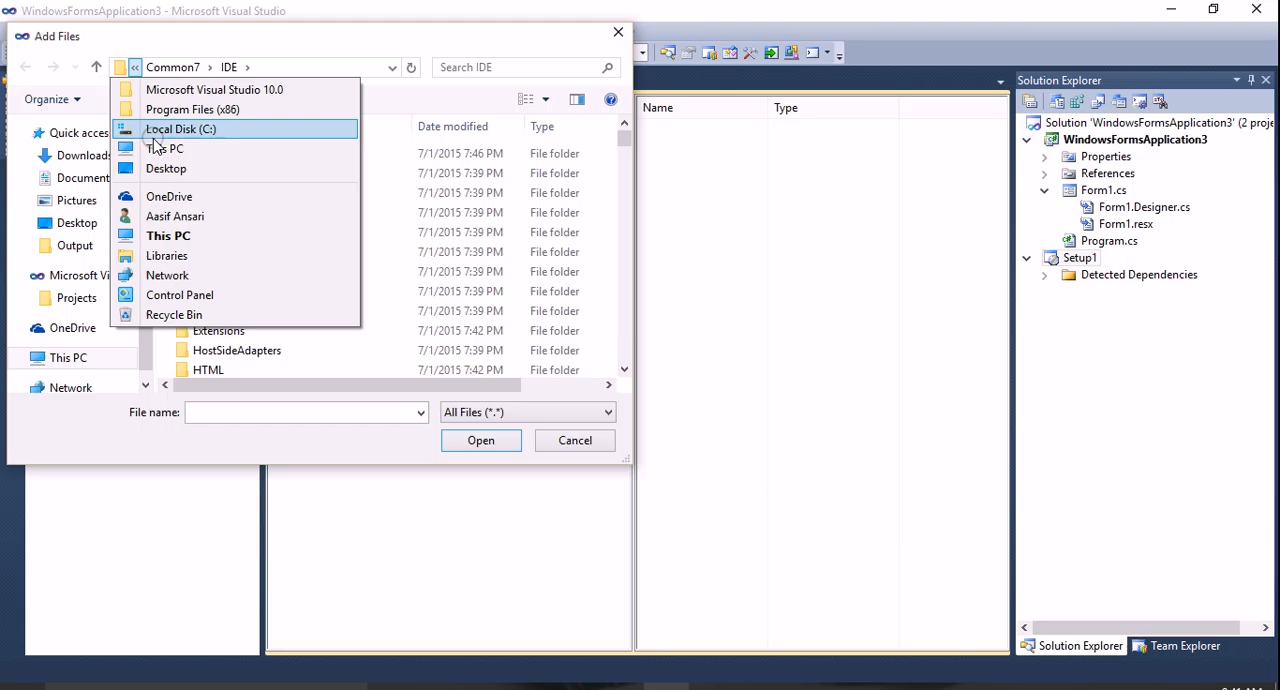 WindowsFormsApplication3 - Microsoft Visual Studio
Add Files
« Common7 › IDE ›
Search IDE
Organize
Microsoft Visual Studio 10.0
Program Files (x86)
Local Disk (C:)
This PC
Desktop
OneDrive
Aasif Ansari
This PC
Libraries
Network
Control Panel
Recycle Bin
Quick acces
Downloads
Document
Pictures
Desktop
Output
Microsoft Vi
Projects
OneDrive
This PC
Network
Date modified Type
7/1/2015 7:46 PM File folder
7/1/2015 7:39 PM File folder
7/1/2015 7:39 PM File folder
7/1/2015 7:39 PM File folder
7/1/2015 7:39 PM File folder
7/1/2015 7:39 PM File folder
7/1/2015 7:39 PM File folder
7/1/2015 7:39 PM File folder
7/1/2015 7:39 PM File folder
Extensions 7/1/2015 7:42 PM File folder
HostSideAdapters 7/1/2015 7:39 PM File folder
HTML 7/1/2015 7:42 PM File folder
File name:
All Files (*.*)
Open Cancel
Name Type
Solution Explorer
Solution 'WindowsFormsApplication3' (2 proje
WindowsFormsApplication3
Properties
References
Form1.cs
Form1.Designer.cs
Form1.resx
Program.cs
Setup1
Detected Dependencies
Solution Explorer Team Explorer